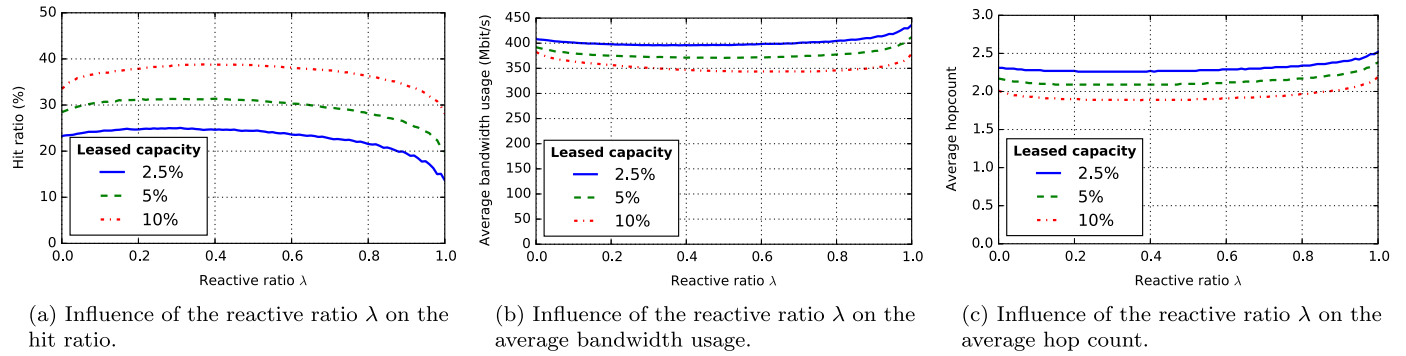 50
40
30
20
10
0
Hit ratio (%)
Leased capacity
2.5%
5%
10%
0.0 0.2 0.4 0.6 0.8 1.0
Reactive ratio λ
(a) Influence of the reactive ratio λ on the
hit ratio.
450
400
350
300
250
200
150
100
50
0
Average bandwidth usage (Mbit/s)
Leased capacity
2.5%
5%
10%
0.0 0.2 0.4 0.6 0.8 1.0
Reactive ratio λ
(b) Influence of the reactive ratio λ on the
average bandwidth usage.
3.0
2.5
2.0
1.5
1.0
0.5
0.0
Average hopcount
Leased capacity
2.5%
5%
10%
0.0 0.2 0.4 0.6 0.8 1.0
Reactive ratio λ
(c) Influence of the reactive ratio λ on the
average hop count.